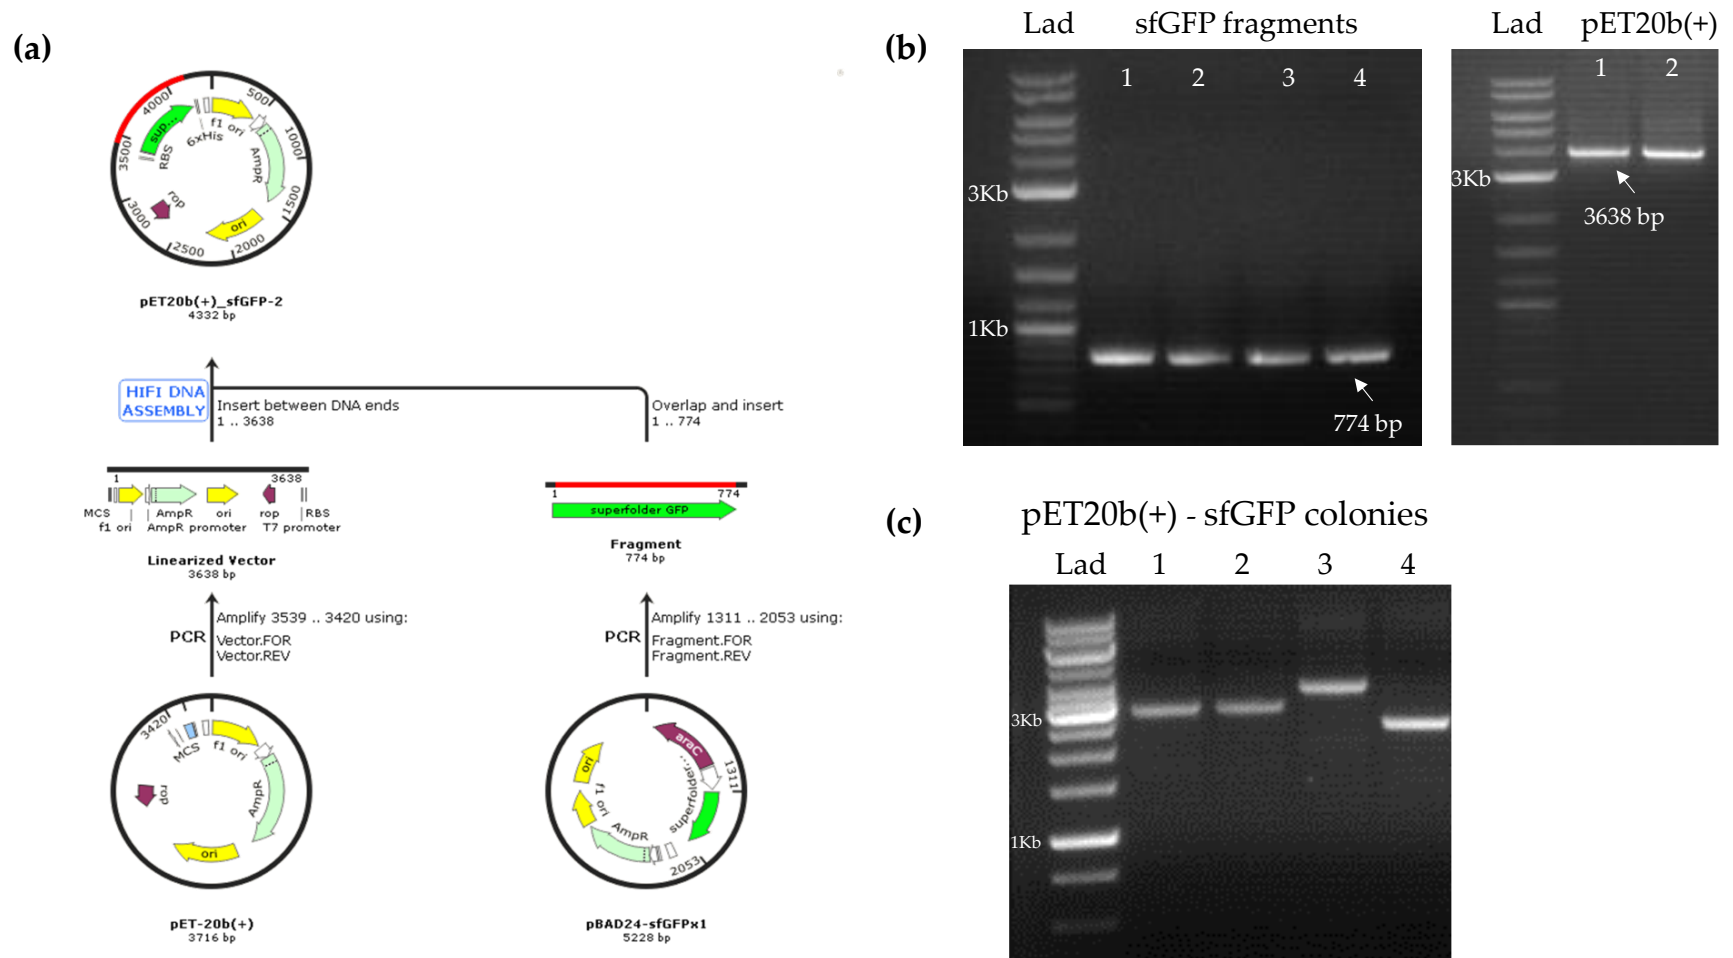 (a)
4000
500
1000
1500
2000
2500
3000
3500
sup...
f1 ori
6xHis
RBS
AmpR
rop
ori
pET20b(+)_sfGFP-2
4332 bp
HIFI DNA
ASSEMBLY
Insert between DNA ends
1 .. 3638
Overlap and insert
1 .. 774
1
3638
MCS
AmpR
ori
rop
RBS
f1 ori
AmpR promoter
T7 promoter
Linearized Vector
3638 bp
1
774
superfolder GFP
Fragment
774 bp
PCR
Amplify 3539 .. 3420 using:
Vector.FOR
Vector.REV
PCR
Amplify 1311 .. 2053 using:
Fragment.FOR
Fragment.REV
3420
MCS
f1 ori
rop
AmpR
ori
pET-20b(+)
3716 bp
araC
superfolder...
1311
ori
f1 ori
AmpR
2053
pBAD24-sfGFPx1
5228 bp
(b)
Lad
sfGFP fragments
1
2
3
4
3Kb
1Kb
774 bp
Lad
pET20b(+)
1
2
3Kb
3638 bp
(c)
pET20b(+) - sfGFP colonies
Lad
1
2
3
4
3Kb
1Kb